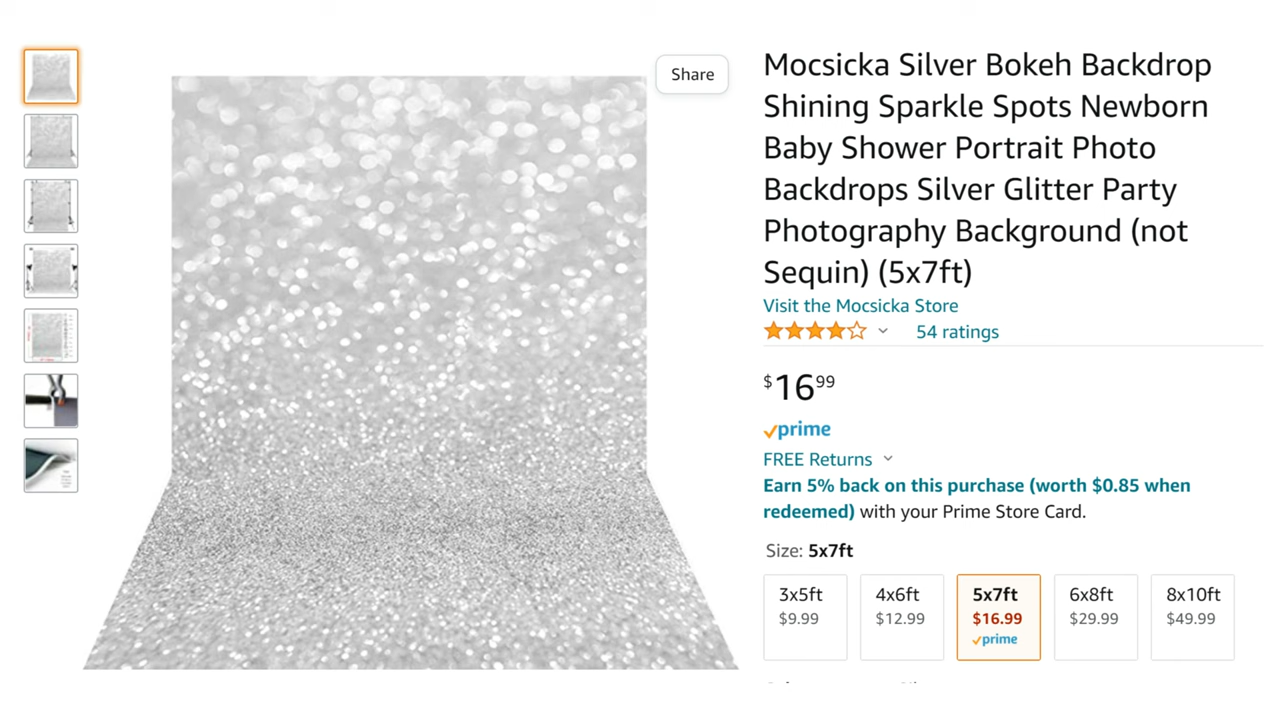 Share
Mocsicka Silver Bokeh Backdrop
Shining Sparkle Spots Newborn
Baby Shower Portrait Photo
Backdrops Silver Glitter Party
Photography Background (not
Sequin) (5x7ft)
Visit the Mocsicka Store
54 ratings
$16 99
prime
FREE Returns
Earn 5% back on this purchase (worth $0.85 when
redeemed) with your Prime Store Card.
Size: 5x7ft
3x5ft
$9.99
4x6ft
$12.99
5x7ft
$16.99
prime
6x8ft
$29.99
8x10ft
$49.99